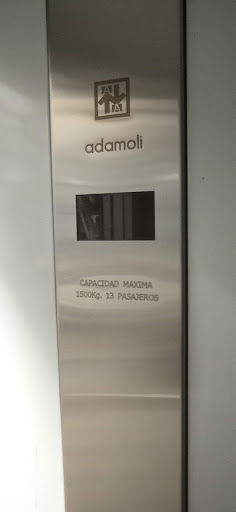 adamoli
CAPACIDAD MAXIMA
1500Kg. 13 PASAJEROS